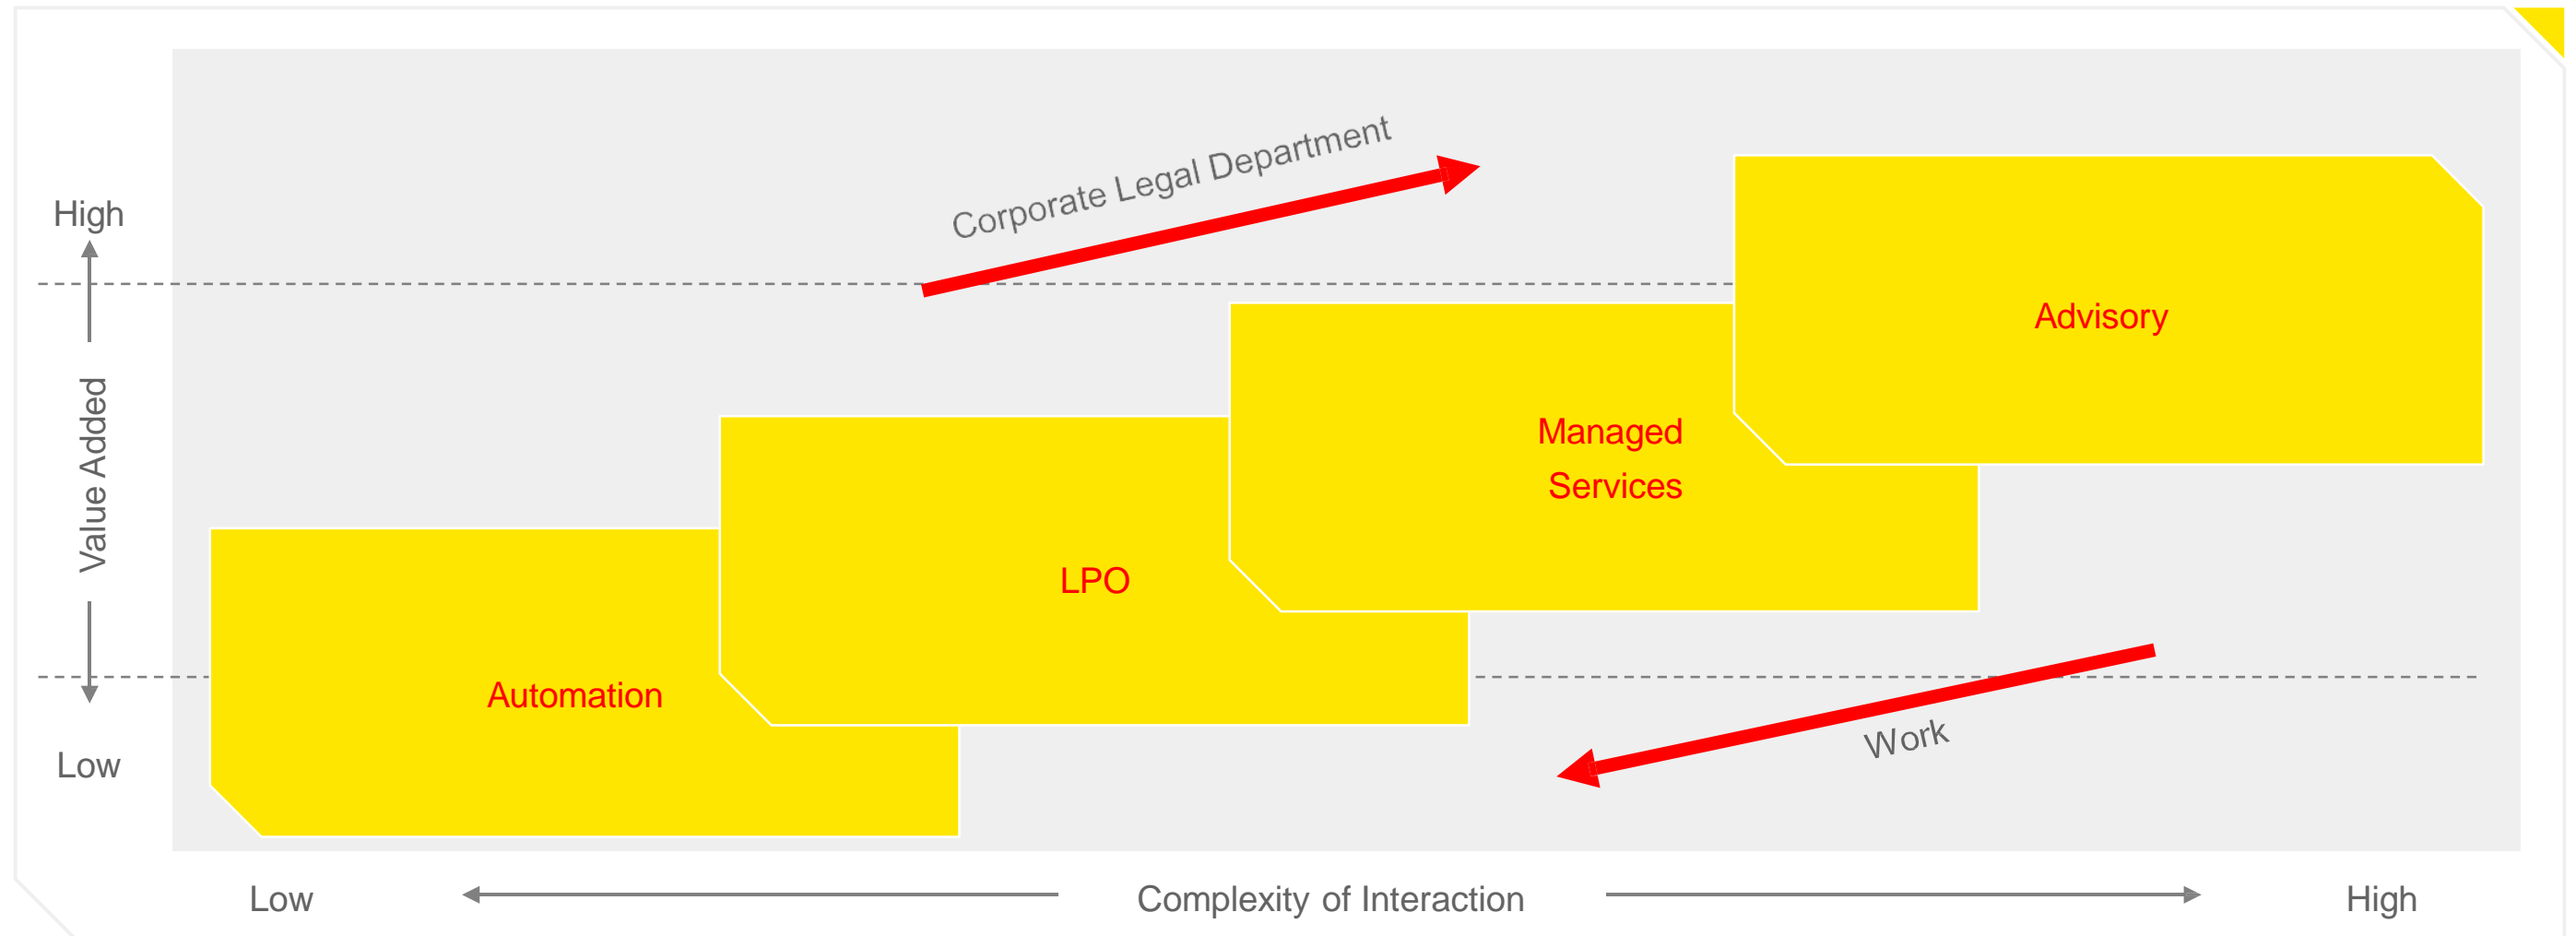 Corporate Legal Department
High
Advisory
Value Added
Managed
Services
LPO
Automation
Work
Low
Low
Complexity of Interaction
High